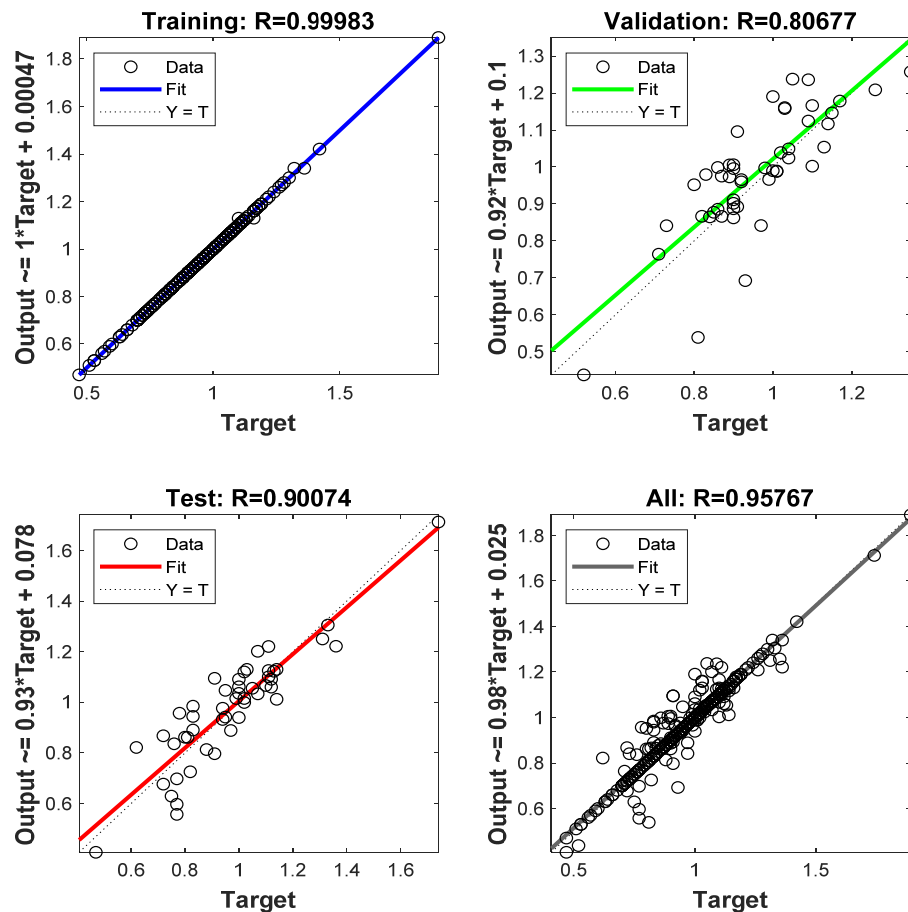 Training: R=0.99983
Output ~= 1*Target + 0.00047
1.8
1.6
1.4
1.2
1
0.8
0.6
0.5
1
1.5
Data
Fit
Y = T
Target
Validation: R=0.80677
Output ~= 0.92*Target + 0.1
1.3
1.2
1.1
1
0.9
0.8
0.7
0.6
0.5
0.6
0.8
1
1.2
Data
Fit
Y = T
Target
Test: R=0.90074
Output ~= 0.93*Target + 0.078
1.6
1.4
1.2
1
0.8
0.6
0.6
0.8
1
1.2
1.4
1.6
Data
Fit
Y = T
Target
All: R=0.95767
Output ~= 0.98*Target + 0.025
1.8
1.6
1.4
1.2
1
0.8
0.6
0.5
1
1.5
Data
Fit
Y = T
Target